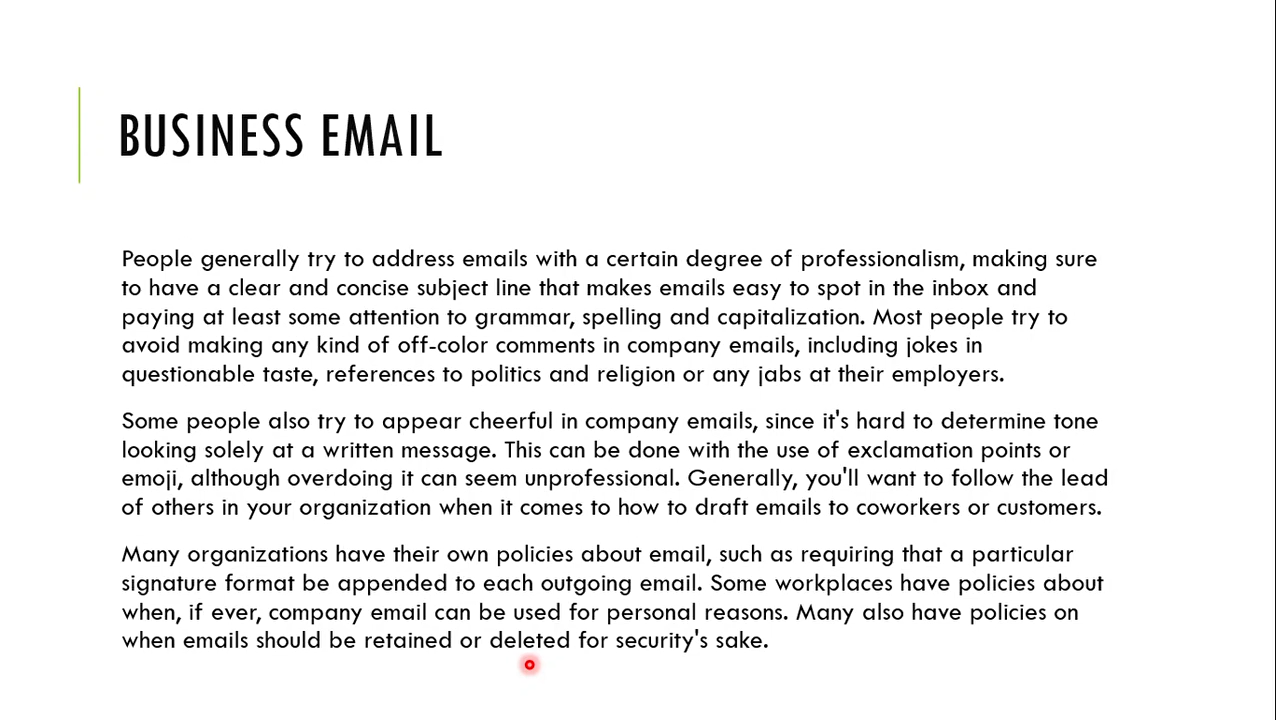 BUSINESS EMAIL
People generally try to address emails with a certain degree of professionalism, making sure
to have a clear and concise subject line that makes emails easy to spot in the inbox and
paying at least some attention to grammar, spelling and capitalization. Most people try to
avoid making any kind of off-color comments in company emails, including jokes in
questionable taste, references to politics and religion or any jabs at their employers.
Some people also try to appear cheerful in company emails, since it's hard to determine tone
looking solely at a written message. This can be done with the use of exclamation points or
emoji, although overdoing it can seem unprofessional. Generally, you'll want to follow the lead
of others in your organization when it comes to how to draft emails to coworkers or customers.
Many organizations have their own policies about email, such as requiring that a particular
signature format be appended to each outgoing email. Some workplaces have policies about
when, if ever, company email can be used for personal reasons. Many also have policies on
when emails should be retained or deleted for security's sake.